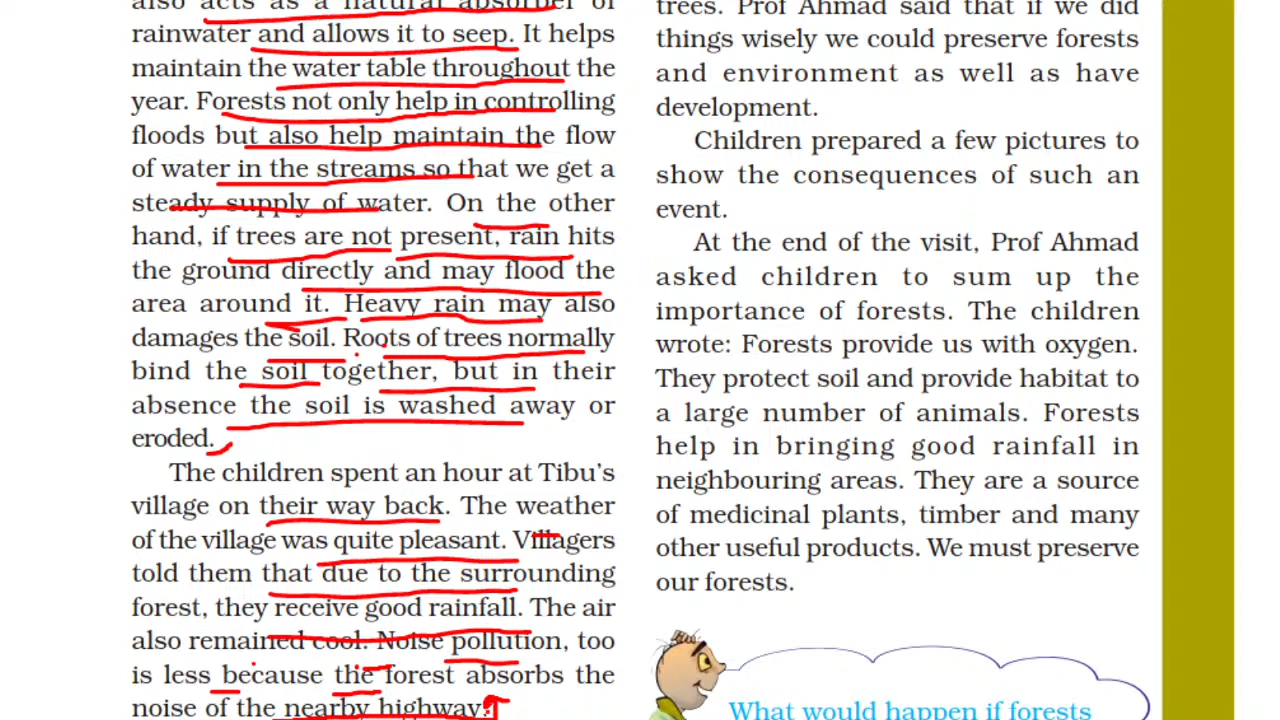 also acts as a natural absorber of
rainwater and allows it to seep. It helps
maintain the water table throughout the
year. Forests not only help in controlling
floods but also help maintain the flow
of water in the streams so that we get a
steady supply of water. On the other
hand, if trees are not present, rain hits
the ground directly and may flood the
area around it. Heavy rain may also
damages the soil. Roots of trees normally
bind the soil together, but in their
absence the soil is washed away or
eroded.
The children spent an hour at Tibu's
village on their way back. The weather
of the village was quite pleasant. Villagers
told them that due to the surrounding
forest, they receive good rainfall. The air
also remained cool. Noise pollution, too
is less because the forest absorbs the
noise of the nearby highway.
trees. Prof Ahmad said that if we did
things wisely we could preserve forests
and environment as well as have
development.
Children prepared a few pictures to
show the consequences of such an
event.
At the end of the visit, Prof Ahmad
asked children to sum up the
importance of forests. The children
wrote: Forests provide us with oxygen.
They protect soil and provide habitat to
a large number of animals. Forests
help in bringing good rainfall in
neighbouring areas. They are a source
of medicinal plants, timber and many
other useful products. We must preserve
our forests.
What would happen if forests